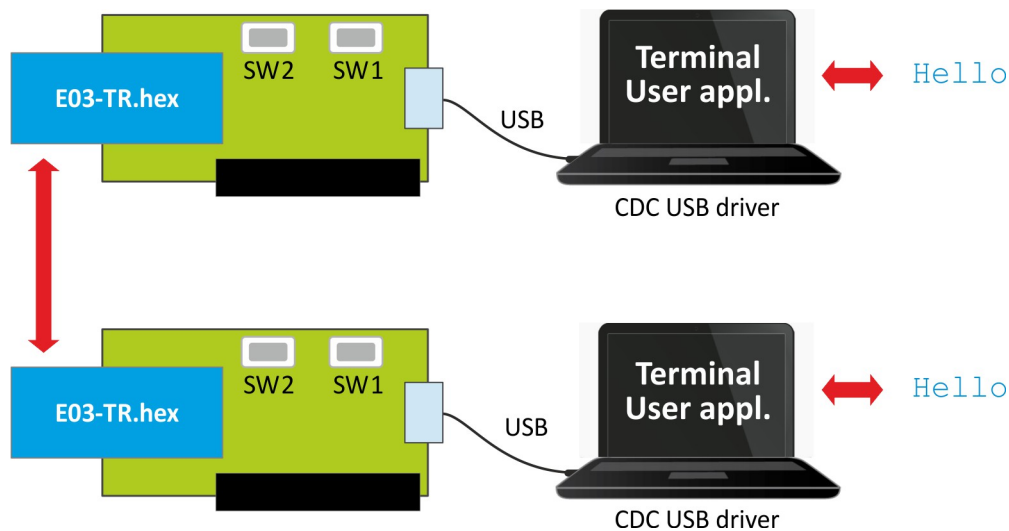 SW2 SW1
E03-TR.hex
Terminal
User appl.
Hello
USB
CDC USB driver
SW2 SW1
E03-TR.hex
Terminal
User appl.
Hello
USB
CDC USB driver